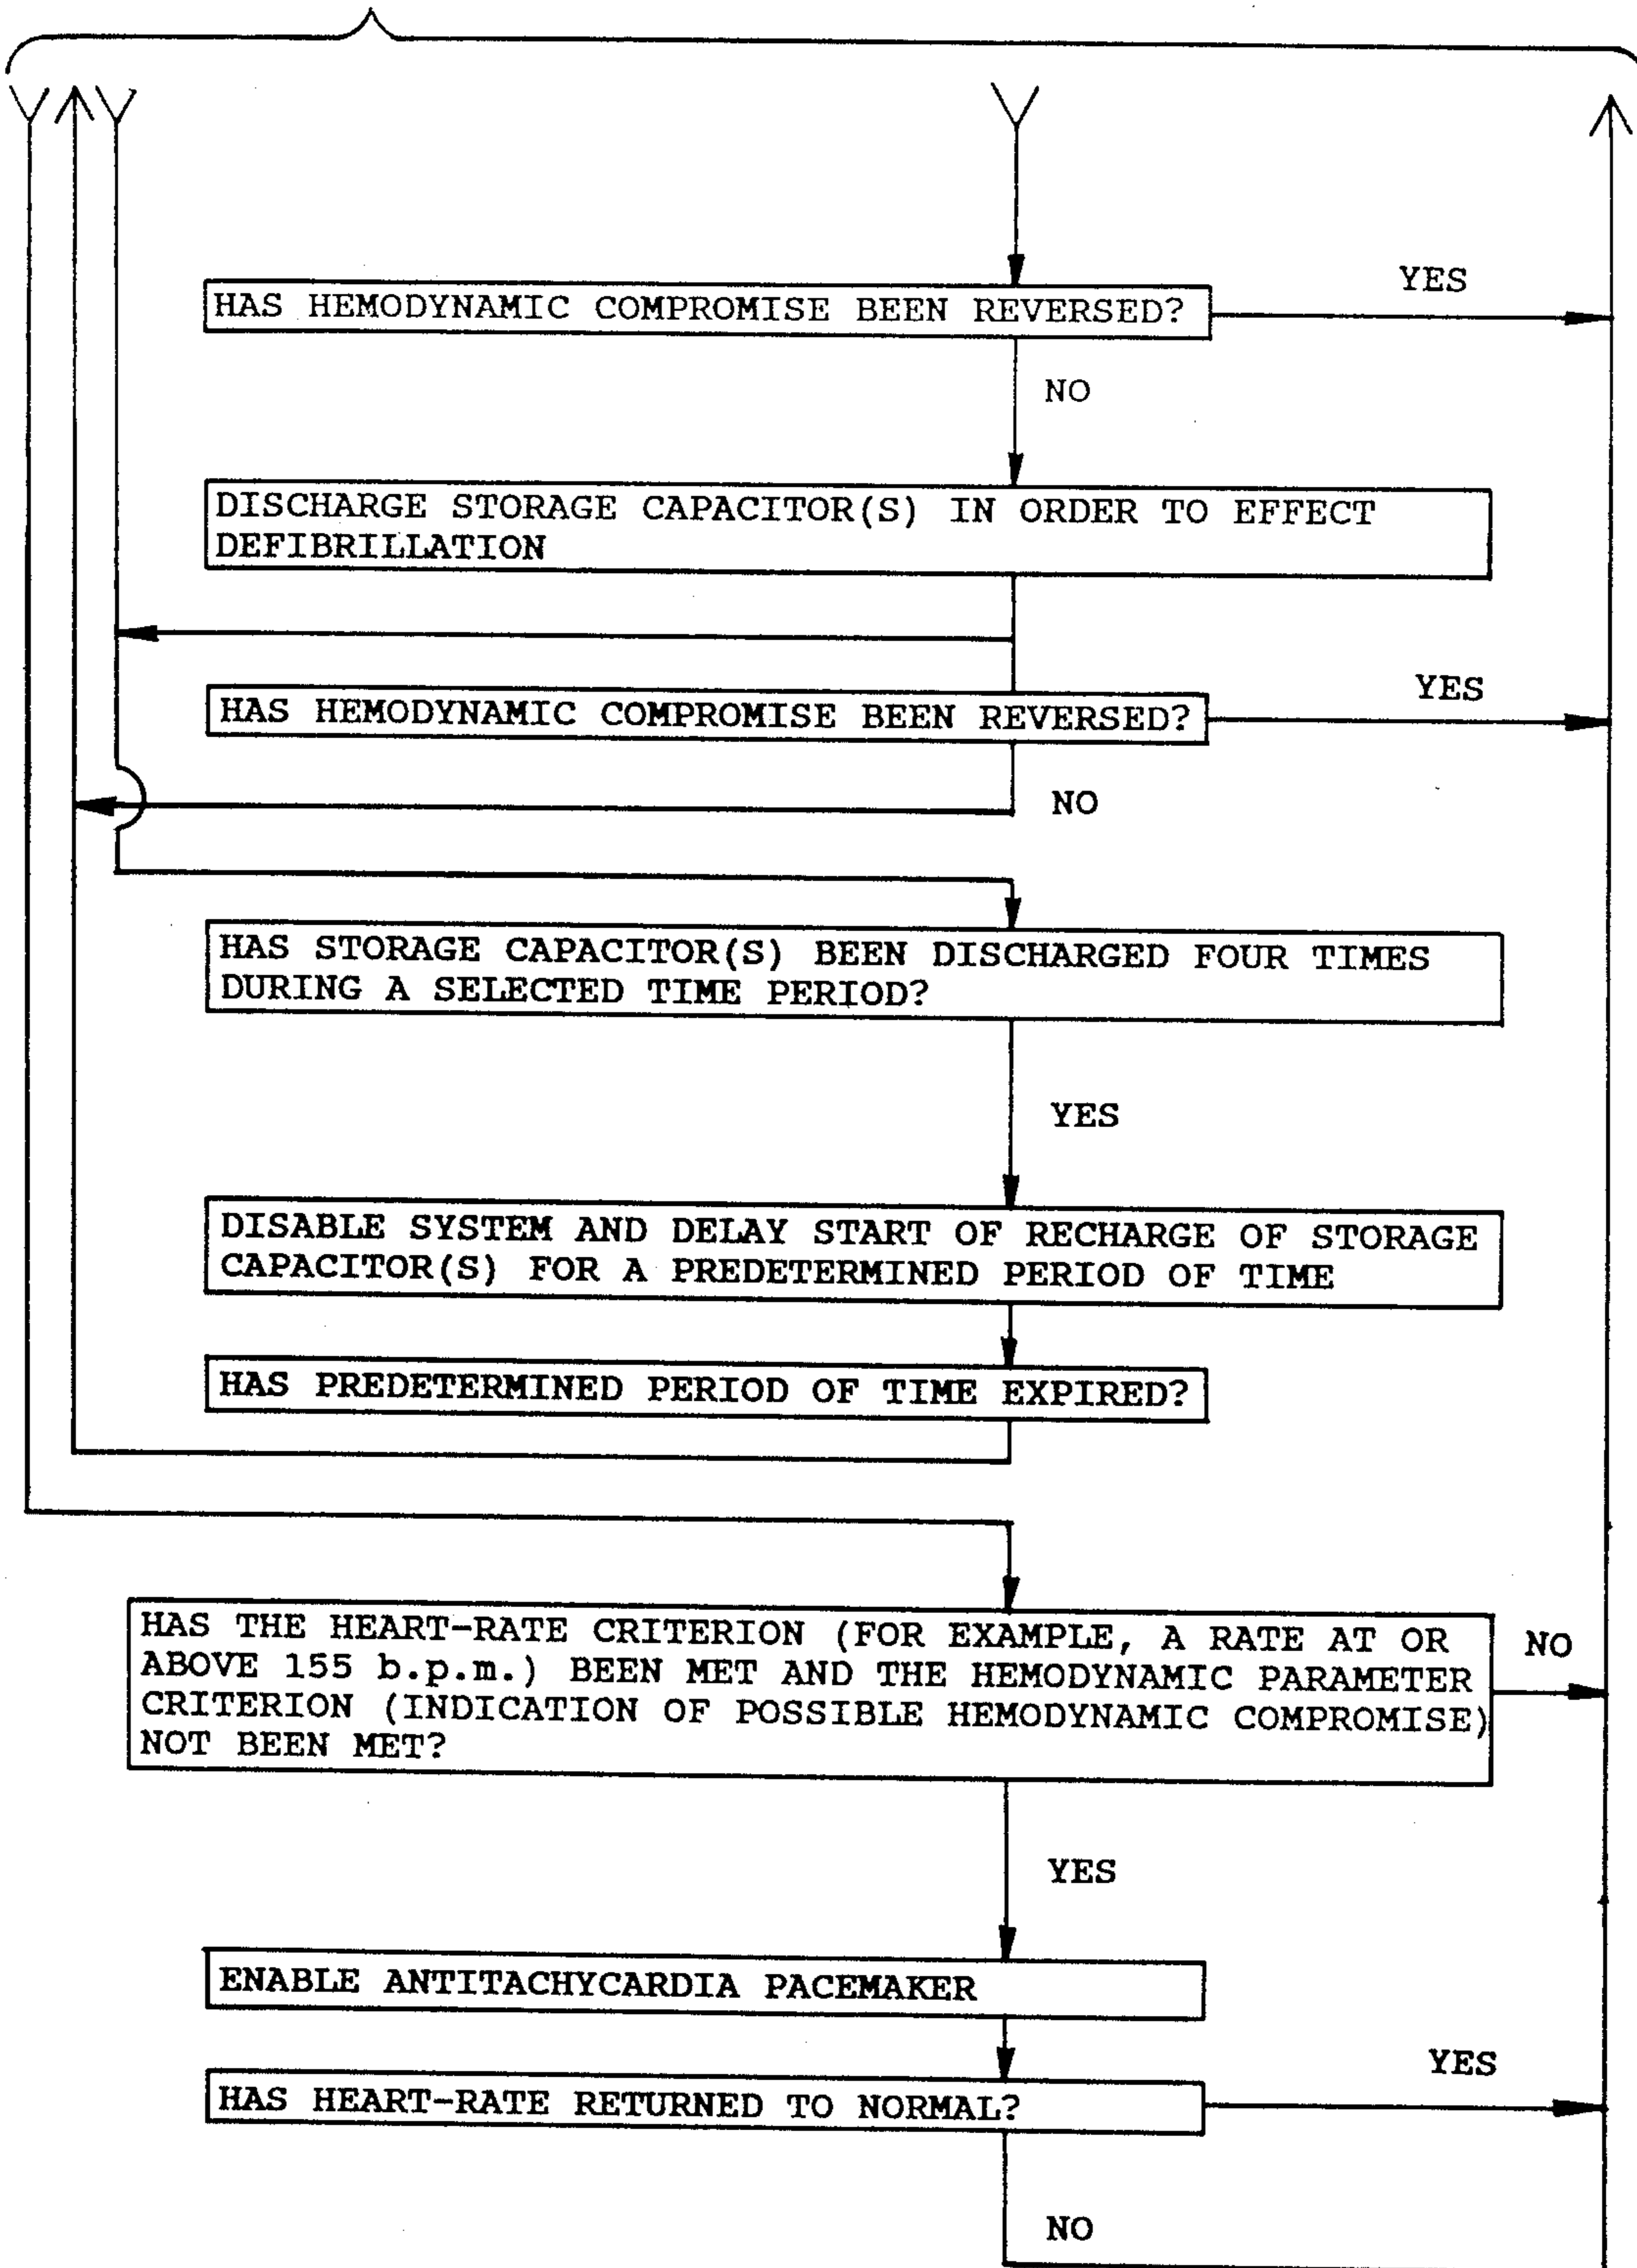 YES
HAS HEMODYNAMIC COMPROMISE BEEN REVERSED?
NO
DISCHARGE STORAGE CAPACITOR(S) IN ORDER TO EFFECT
DEFIBRILLATION
YES
HAS HEMODYNAMIC COMPROMISE BEEN REVERSED?
NO
HAS STORAGE CAPACITOR(S) BEEN DISCHARGED FOUR TIMES
DURING A SELECTED TIME PERIOD?
YES
DISABLE SYSTEM AND DELAY START OF RECHARGE OF STORAGE
CAPACITOR(S) FOR A PREDETERMINED PERIOD OF TIME
HAS PREDETERMINED PERIOD OF TIME EXPIRED?
HAS THE HEART-RATE CRITERION (FOR EXAMPLE, A RATE AT OR
ABOVE 155 b.p.m.) BEEN MET AND THE HEMODYNAMIC PARAMETER
CRITERION (INDICATION OF POSSIBLE HEMODYNAMIC COMPROMISE)
NOT BEEN MET?
NO
YES
ENABLE ANTITACHYCARDIA PACEMAKER
YES
HAS HEART-RATE RETURNED TO NORMAL?
NO